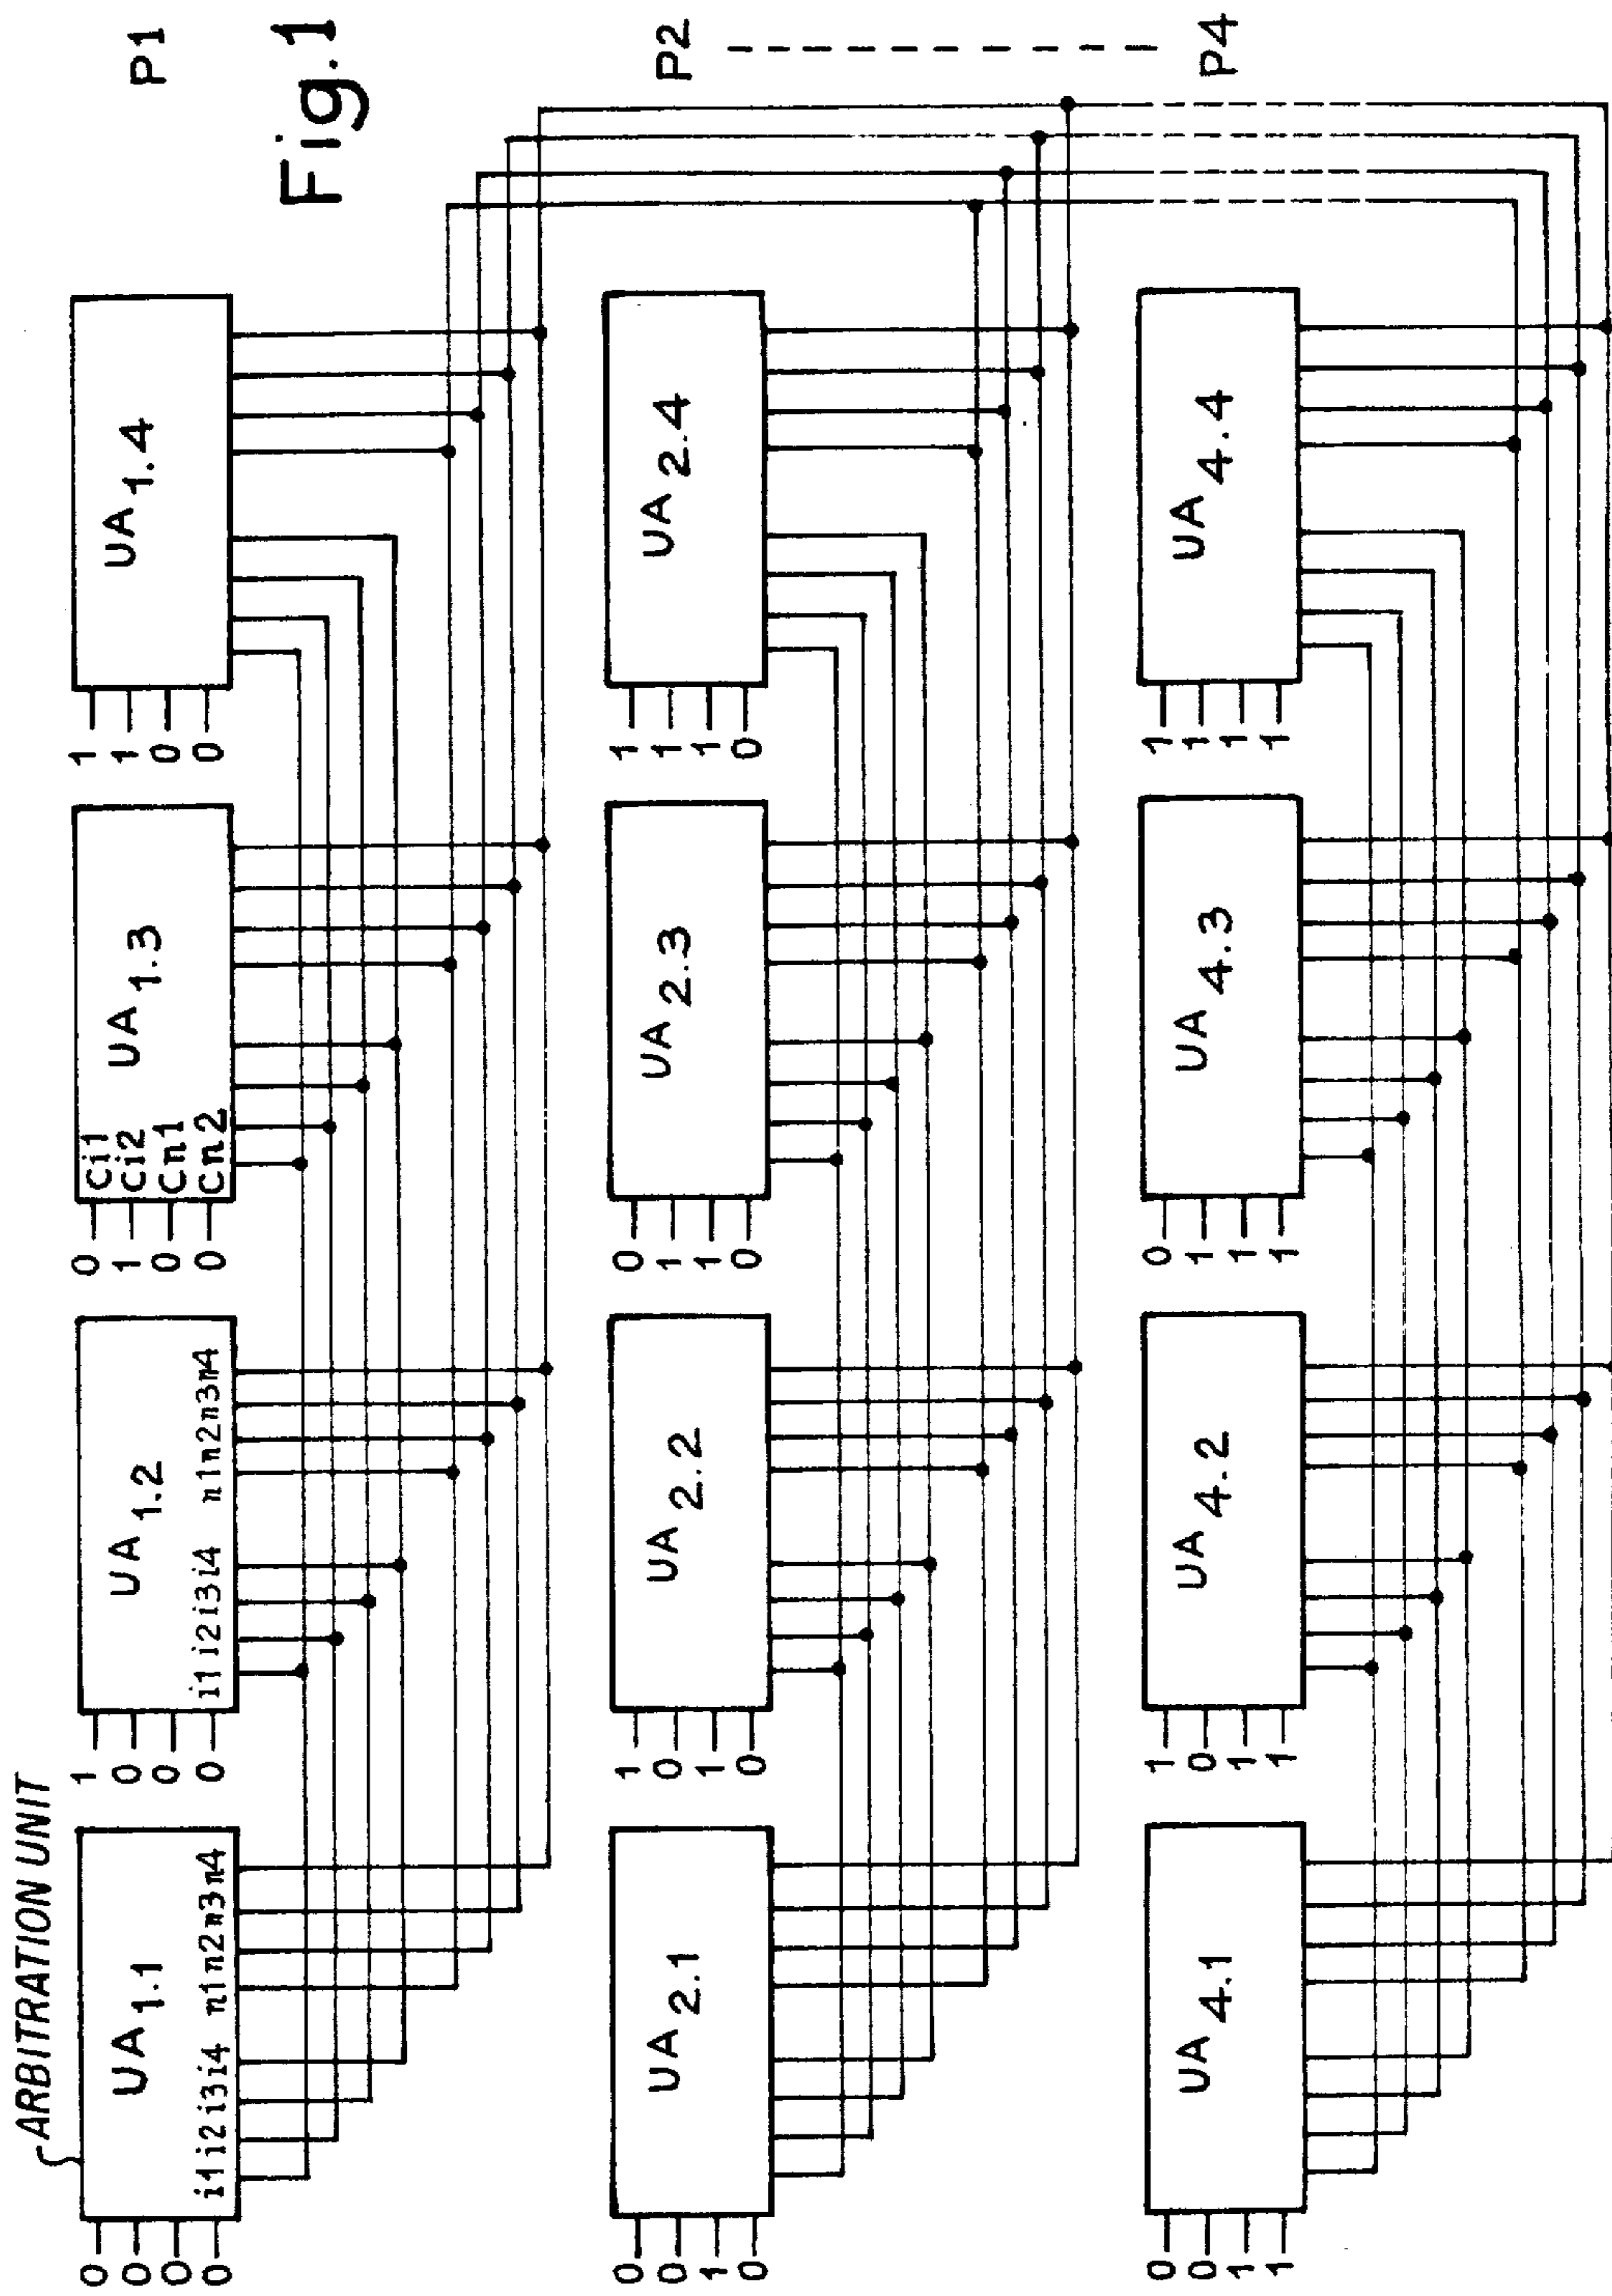 ARBITRATION UNIT
0
0
0
0
UA 1.1
i1 i2 i3 i4 n1 n2 n3 n4
1
0
0
0
UA 1.2
i1 i2 i3 i4 n1 n2 n3 n4
0
1
0
0
Ci1
Ci2
Cn1
Cn2
UA 1.3
1
1
0
0
UA 1.4
P1
Fig. 1
0
0
1
0
UA 2.1
1
0
1
0
UA 2.2
0
1
1
0
UA 2.3
1
1
1
0
UA 2.4
P2
0
0
1
1
UA 4.1
1
0
1
1
UA 4.2
0
1
1
1
UA 4.3
1
1
1
1
UA 4.4
P4